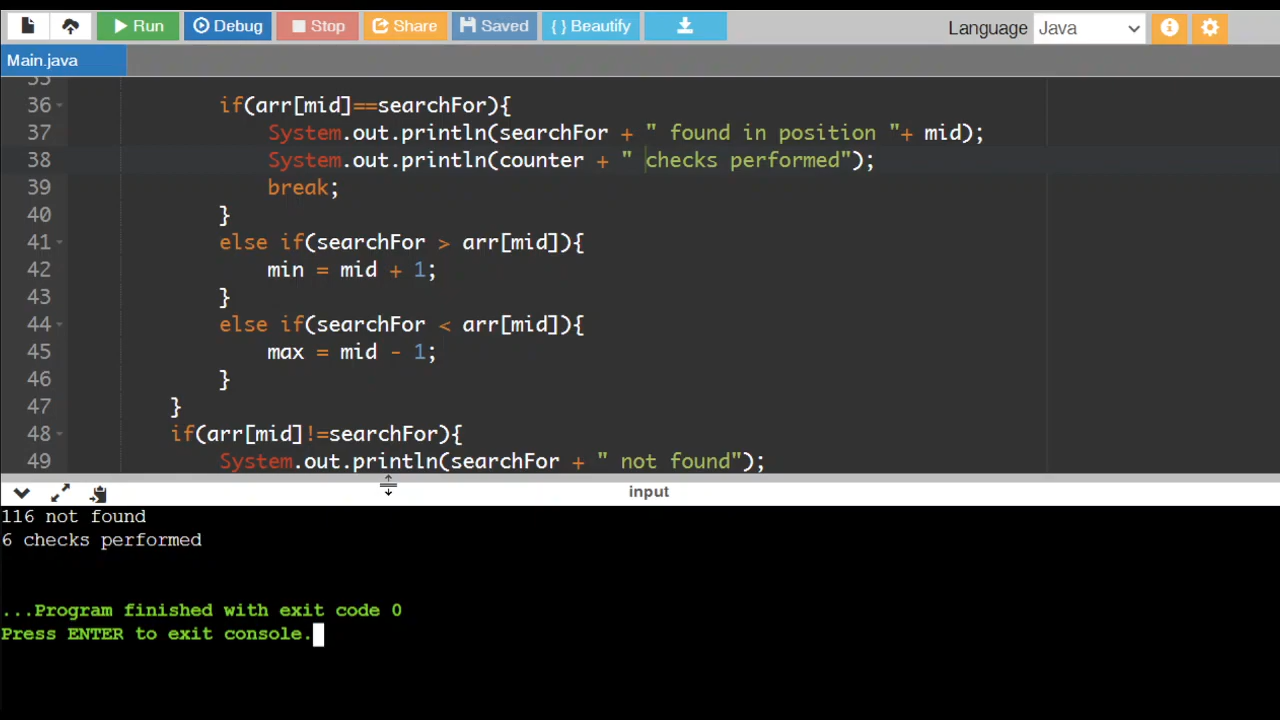 Run Debug Stop Share Saved { } Beautify Language Java
Main.java
35
36 if(arr[mid]==searchFor){
37 System.out.println(searchFor + " found in position "+ mid);
38 System.out.println(counter + " checks performed");
39 break;
40 }
41 else if(searchFor > arr[mid]){
42 min = mid + 1;
43 }
44 else if(searchFor < arr[mid]){
45 max = mid - 1;
46 }
47 }
48 if(arr[mid]!=searchFor){
49 System.out.println(searchFor + " not found");
input
116 not found
6 checks performed
...Program finished with exit code 0
Press ENTER to exit console.